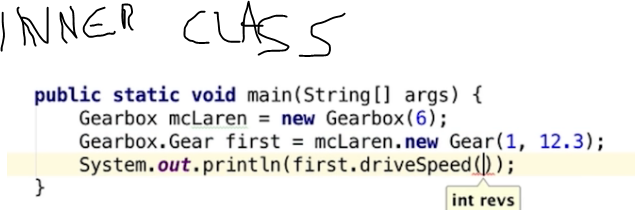 INNER CLASS
public static void main(String[] args) {
Gearbox mcLaren = new Gearbox(6);
Gearbox.Gear first = mcLaren.new Gear(1, 12.3);
System.out.println(first.driveSpeed());
}
int revs